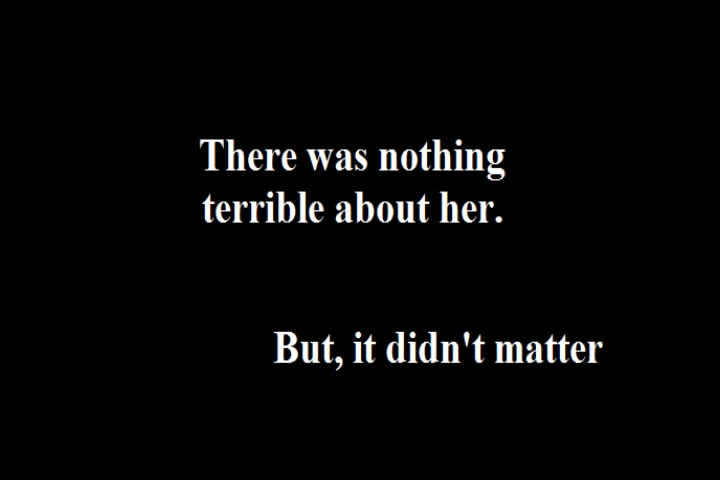 There was nothing
terrible about her.
But, it didn't matter